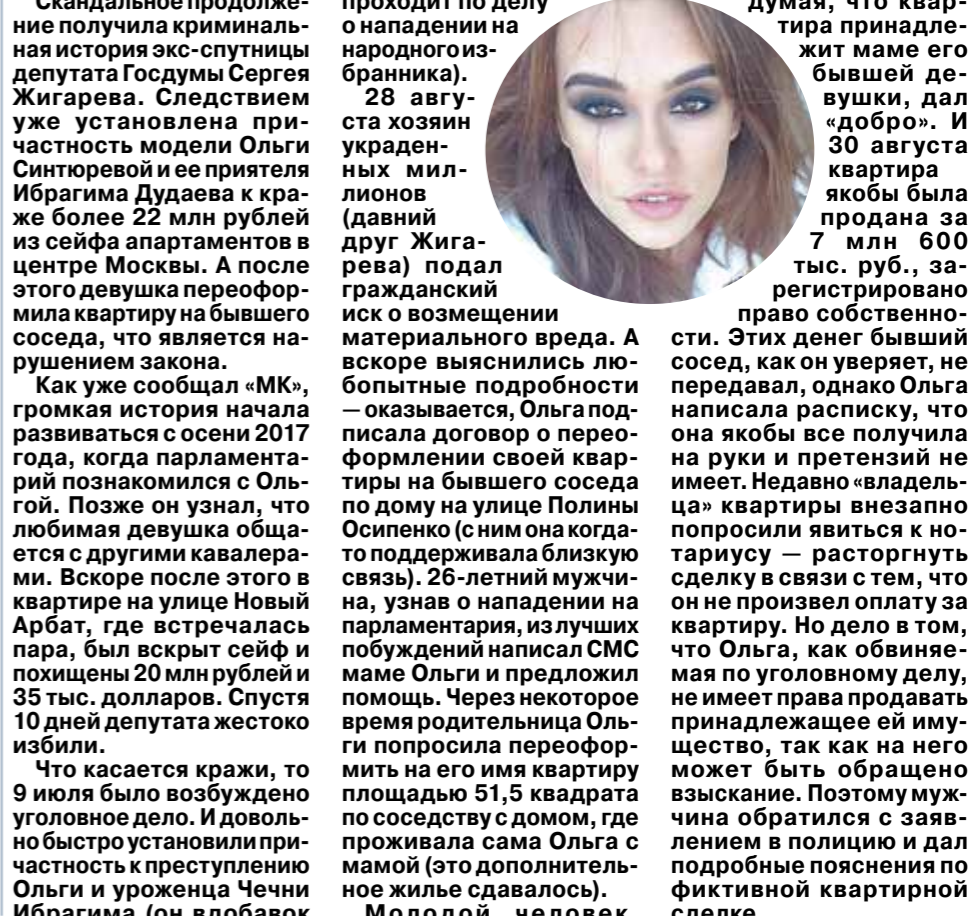 Скандальное продолже-
ние получила криминаль-
ная история экс-спутницы
депутата Госдумы Сергея
Жигарева. Следствием
уже установлена при-
частность модели Ольги
Синтюревой и ее приятеля
Ибрагима Дудаева к кра-
же более 22 млн рублей
из сейфа апартаментов в
центре Москвы. А после
этого девушка переофор-
мила квартиру на бывшего
соседа, что является на-
рушением закона.
Как уже сообщал «МК»,
громкая история начала
развиваться с осени 2017
года, когда парламента-
рий познакомился с Оль-
гой. Позже он узнал, что
любимая девушка обща-
ется с другими кавалера-
ми. Вскоре после этого в
квартире на улице Новый
Арбат, где встречалась
пара, был вскрыт сейф и
похищены 20 млн рублей и
35 тыс. долларов. Спустя
10 дней депутата жестоко
избили.
Что касается кражи, то
9 июля было возбуждено
уголовное дело. И доволь-
но быстро установили при-
частность к преступлению
Ольги и уроженца Чечни
Ибрагима (он вдобавок
проходит по делу
о нападении на
народного из-
бранника).
28 авгу-
ста хозяин
украден-
ных мил-
лионов
(давний
друг Жига-
рева) подал
гражданский
иск о возмещении
материального вреда. А
вскоре выяснились лю-
бопытные подробности
— оказывается, Ольга под-
писала договор о перео-
формлении своей квар-
тиры на бывшего соседа
по дому на улице Полины
Осипенко (с ним она когда-
то поддерживала близкую
связь). 26-летний мужчи-
на, узнав о нападении на
парламентария, из лучших
побуждений написал СМС
маме Ольги и предложил
помощь. Через некоторое
время родительница Оль-
ги попросила переофор-
мить на его имя квартиру
площадью 51,5 квадрата
по соседству с домом, где
проживала сама Ольга с
мамой (это дополнитель-
ное жилье сдавалось).
Молодой человек,
думая, что квар-
тира принадле-
жит маме его
бывшей де-
вушки, дал
«добро». И
30 августа
квартира
якобы была
продана за
7 млн 600
тыс. руб., за-
регистрировано
право собственно-
сти. Этих денег бывший
сосед, как он уверяет, не
передавал, однако Ольга
написала расписку, что
она якобы все получила
на руки и претензий не
имеет. Недавно «владель-
ца» квартиры внезапно
попросили явиться к но-
тариусу — расторгнуть
сделку в связи с тем, что
он не произвел оплату за
квартиру. Но дело в том,
что Ольга, как обвиняе-
мая по уголовному делу,
не имеет права продавать
принадлежащее ей иму-
щество, так как на него
может быть обращено
взыскание. Поэтому муж-
чина обратился с заяв-
лением в полицию и дал
подробные пояснения по
фиктивной квартирной
сделке.